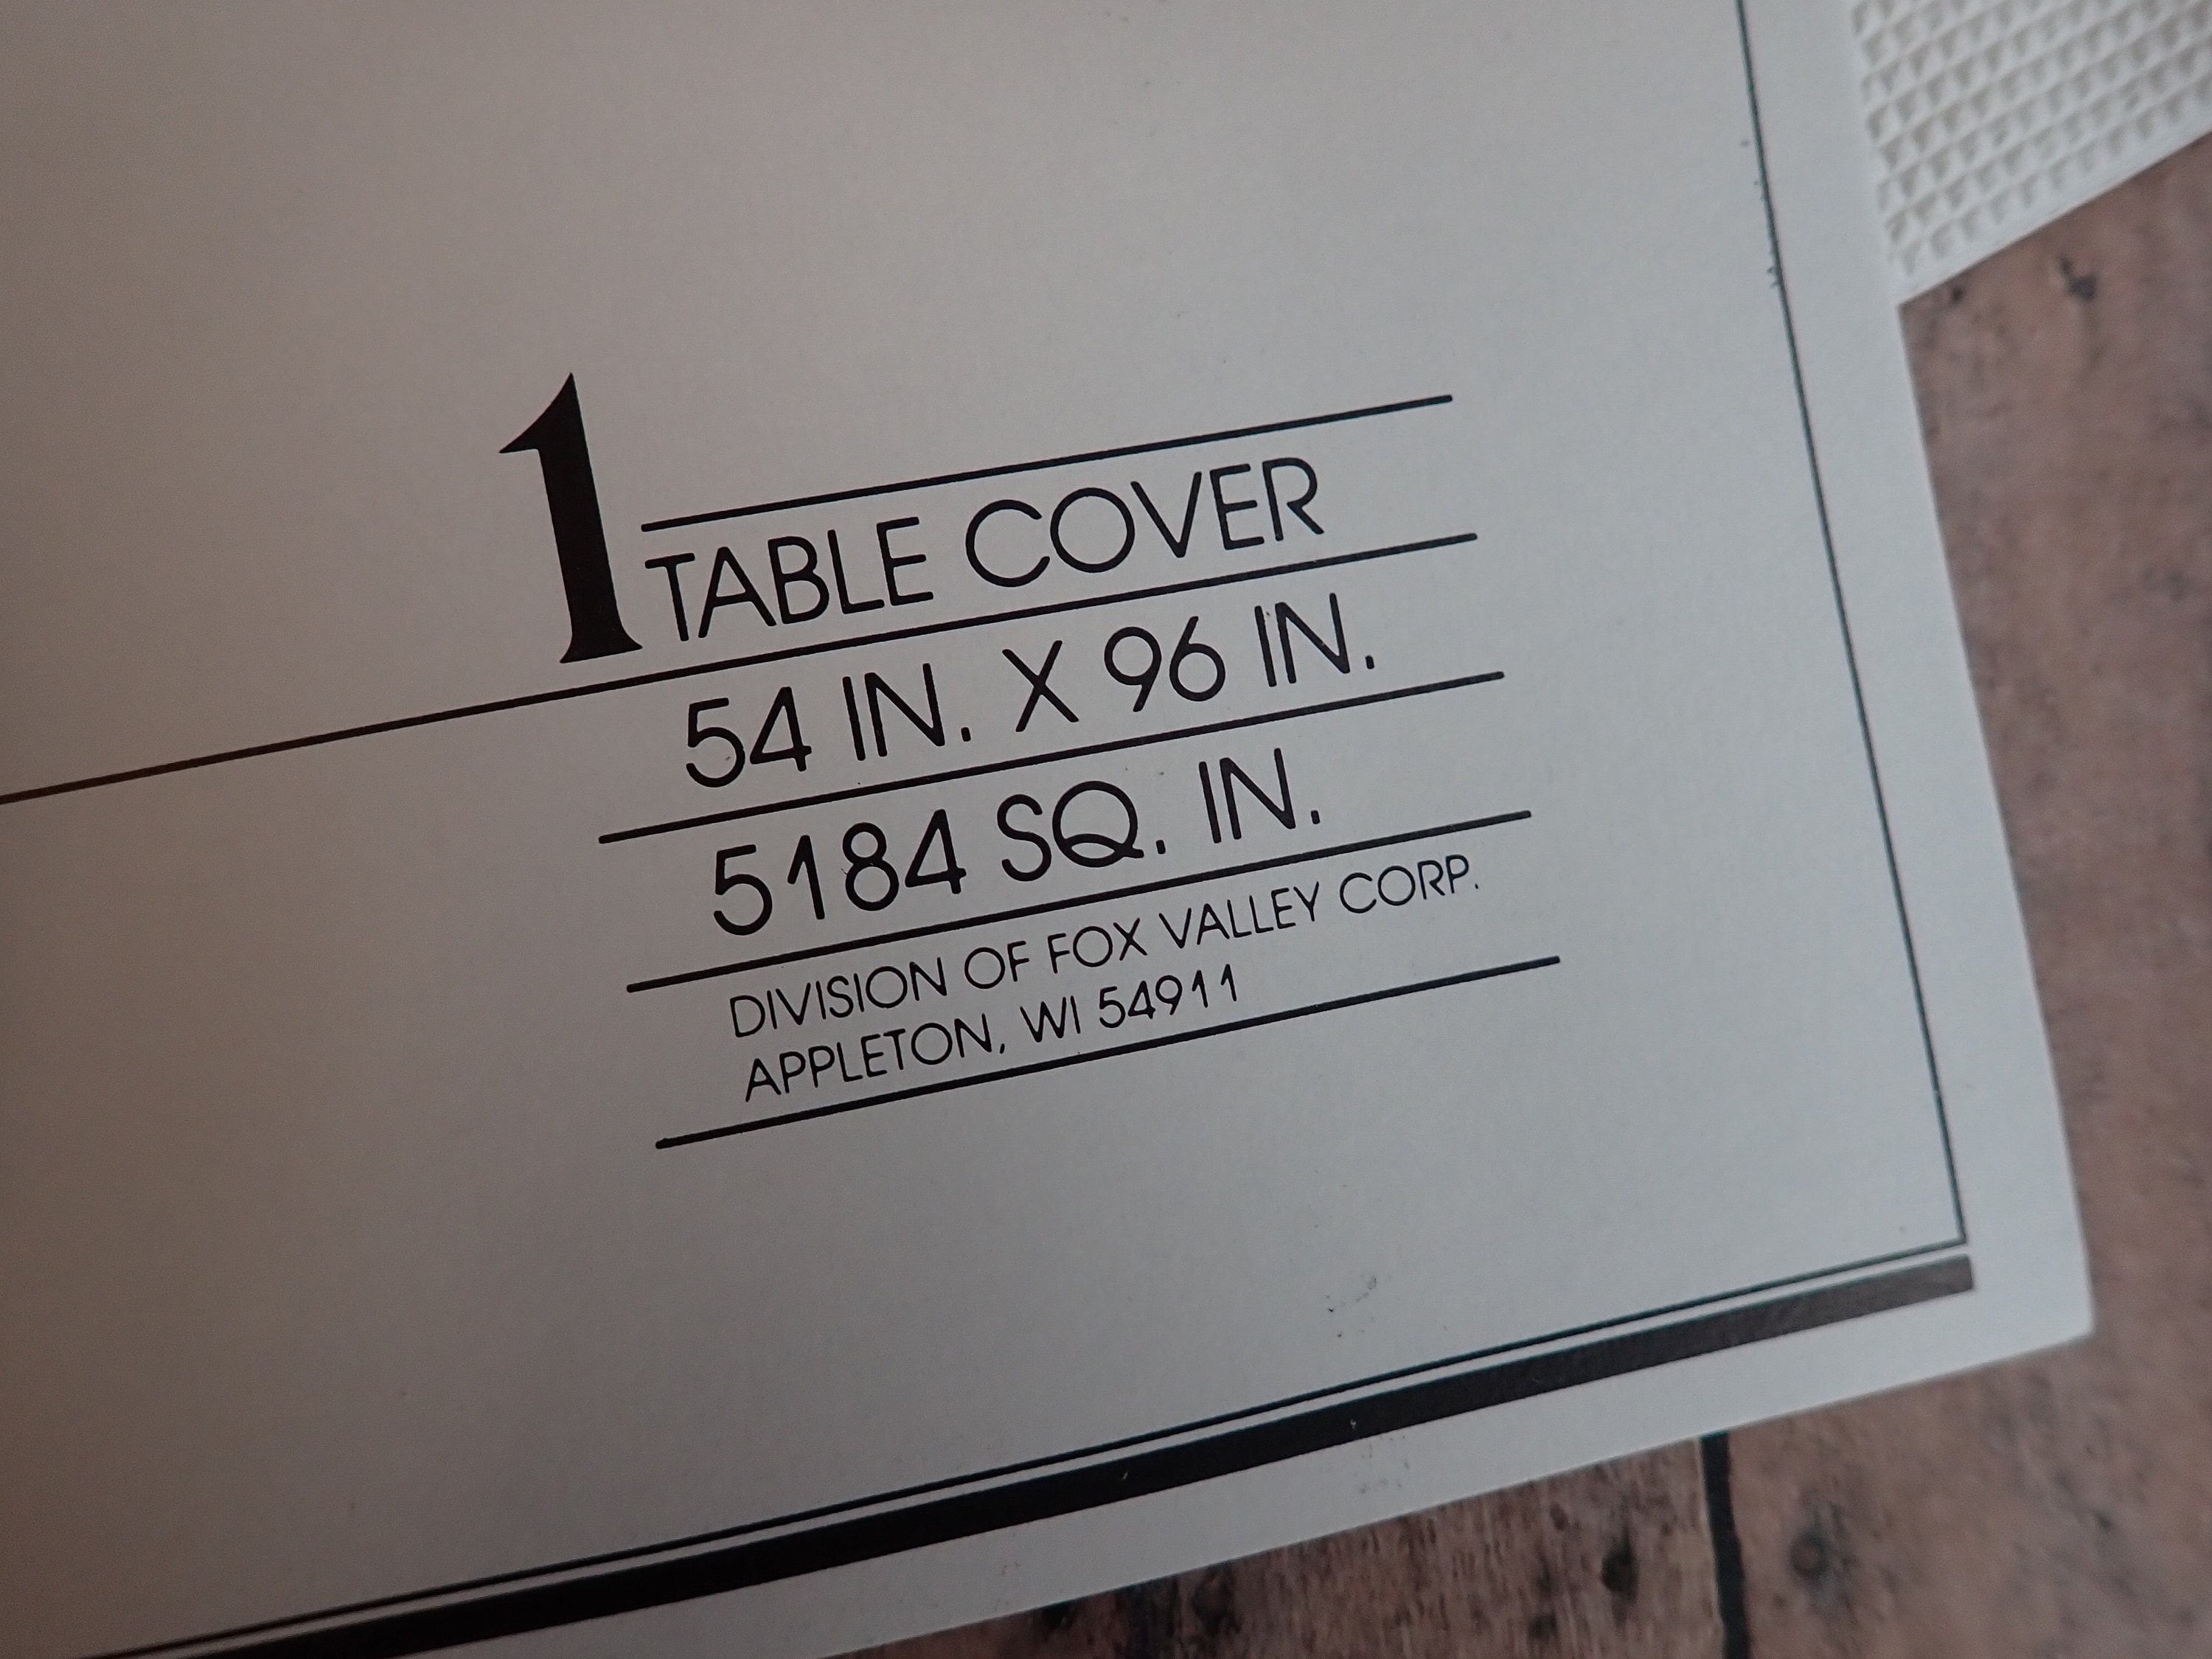 1 TABLE COVER
54 IN. X 96 IN.
5184 SQ. IN.
DIVISION OF FOX VALLEY CORP.
APPLETON, WI 54911